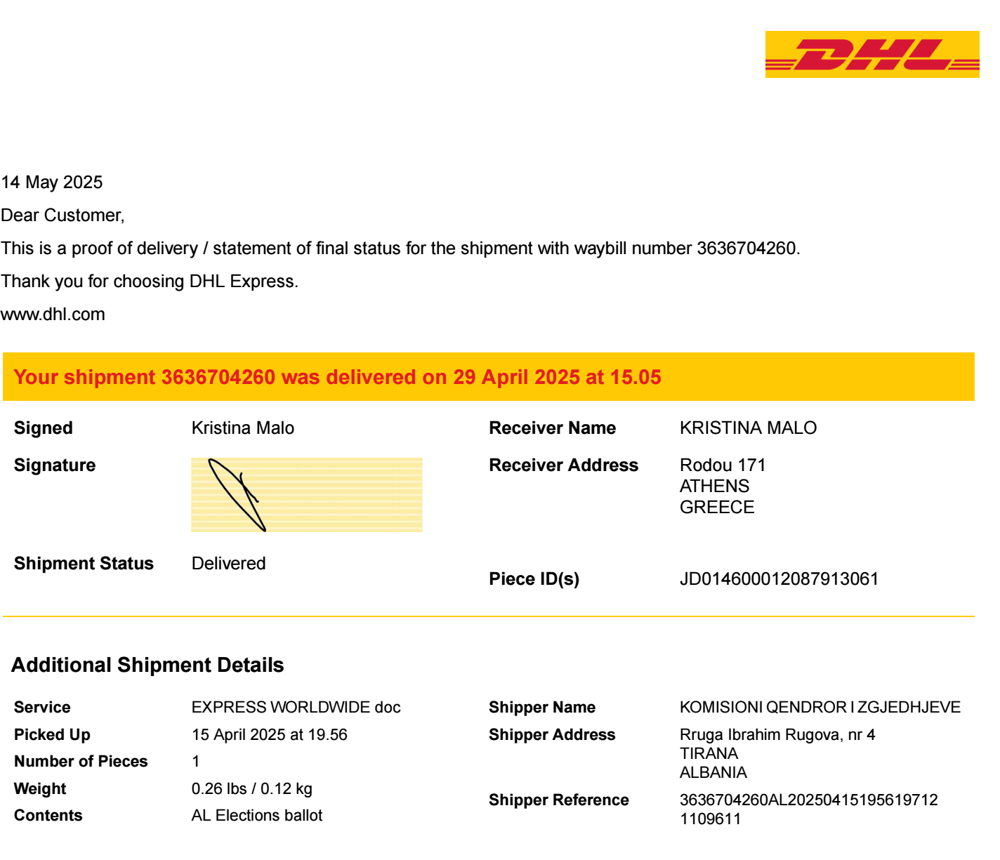 DHL
14 May 2025
Dear Customer,
This is a proof of delivery / statement of final status for the shipment with waybill number 3636704260.
Thank you for choosing DHL Express.
www.dhl.com
Your shipment 3636704260 was delivered on 29 April 2025 at 15.05
Signed Kristina Malo Receiver Name KRISTINA MALO
Signature Receiver Address Rodou 171
ATHENS
GREECE
Shipment Status Delivered
Piece ID(s) JD014600012087913061
Additional Shipment Details
Service EXPRESS WORLDWIDE doc Shipper Name KOMISIONI QENDROR I ZGJEDHJEVE
Picked Up 15 April 2025 at 19.56 Shipper Address Rruga Ibrahim Rugova, nr 4
TIRANA
Number of Pieces 1
ALBANIA
Weight 0.26 lbs / 0.12 kg
Shipper Reference 3636704260AL20250415195619712
Contents AL Elections ballot
1109611